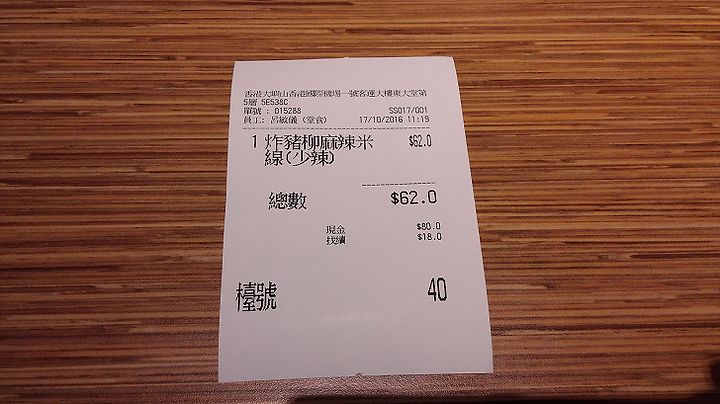 香港大嶼山香港國際機場一號客運大樓東大堂第
5層 5E538C
單號 : 015288 SS017/001
員工: 呂敏儀 (堂食) 17/10/2016 11:19
1 炸豬柳麻辣米 $62.0
線(少辣)
總數 $62.0
現金 $80.0
找續 $18.0
檯號 40